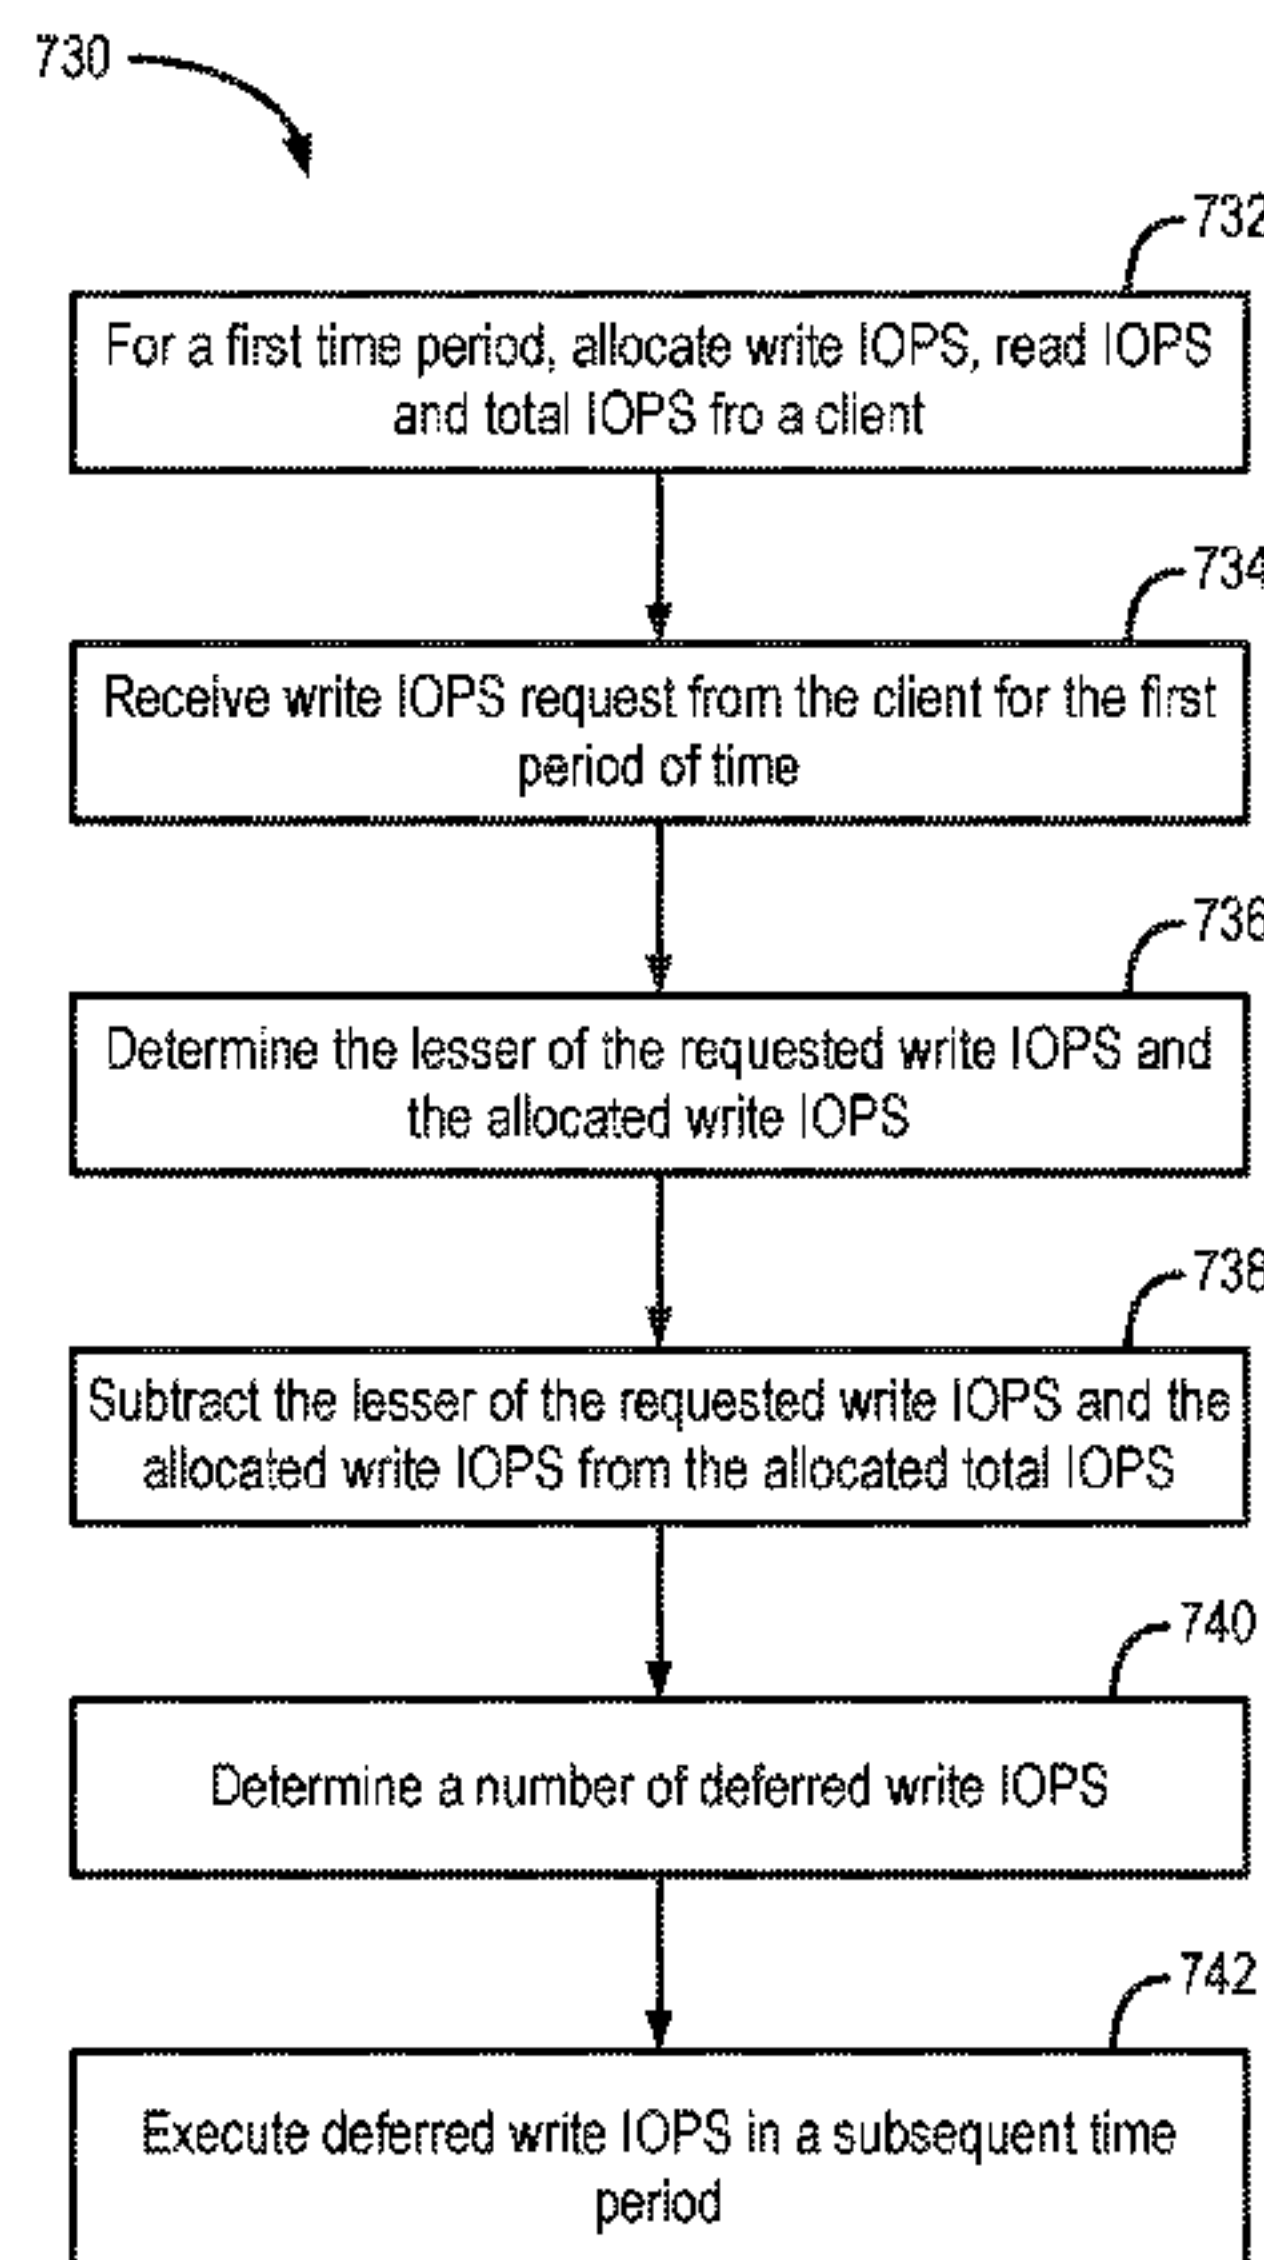 730
732
For a first time period, allocate write IOPS, read IOPS
and total IOPS fro a client
734
Receive write IOPS request from the client for the first
period of time
736
Determine the lesser of the requested write IOPS and
the allocated write IOPS
738
Subtract the lesser of the requested write IOPS and the
allocated write IOPS from the allocated total IOPS
740
Determine a number of deferred write IOPS
742
Execute deferred write IOPS in a subsequent time
period